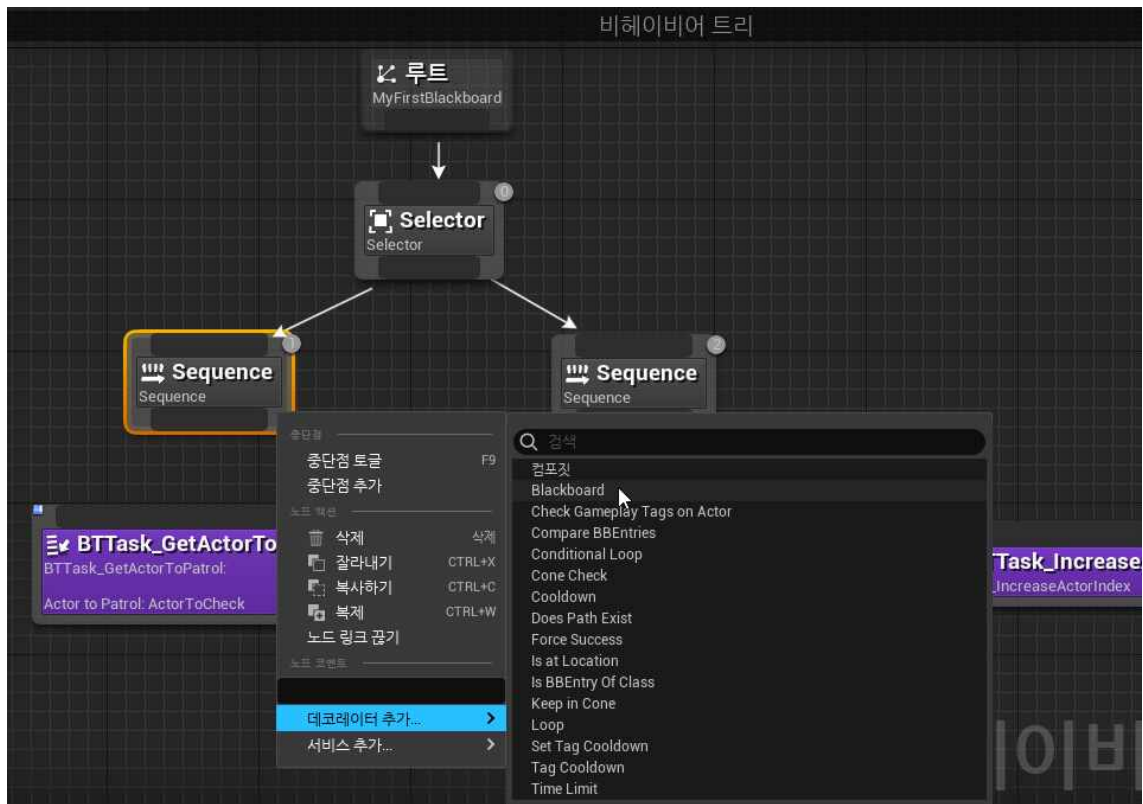 비헤이비어 트리
루트
MyFirstBlackboard
0
Selector
Selector
1
Sequence
Sequence
2
Sequence
Sequence
BTTask_GetActorTo
BTTask_GetActorToPatrol:
Actor to Patrol: ActorToCheck
중단점
중단점 토글 F9
중단점 추가
노드 액션
삭제 삭제
잘라내기 CTRL+X
복사하기 CTRL+C
복제 CTRL+W
노드 링크 끊기
노드 코멘트
데코레이터 추가...
서비스 추가...
검색
컴포짓
Blackboard
Check Gameplay Tags on Actor
Compare BBEntries
Conditional Loop
Cone Check
Cooldown
Does Path Exist
Force Success
Is at Location
Is BBEntry Of Class
Keep in Cone
Loop
Set Tag Cooldown
Tag Cooldown
Time Limit
Task_Increase
_IncreaseActorIndex